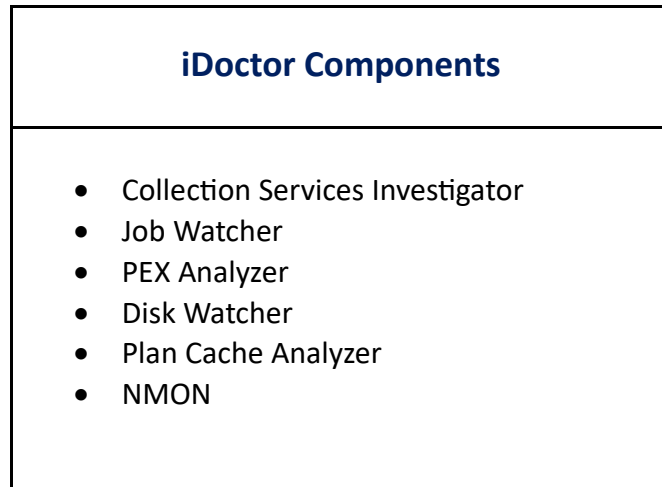 iDoctor Components
• Collection Services Investigator
• Job Watcher
• PEX Analyzer
• Disk Watcher
• Plan Cache Analyzer
• NMON